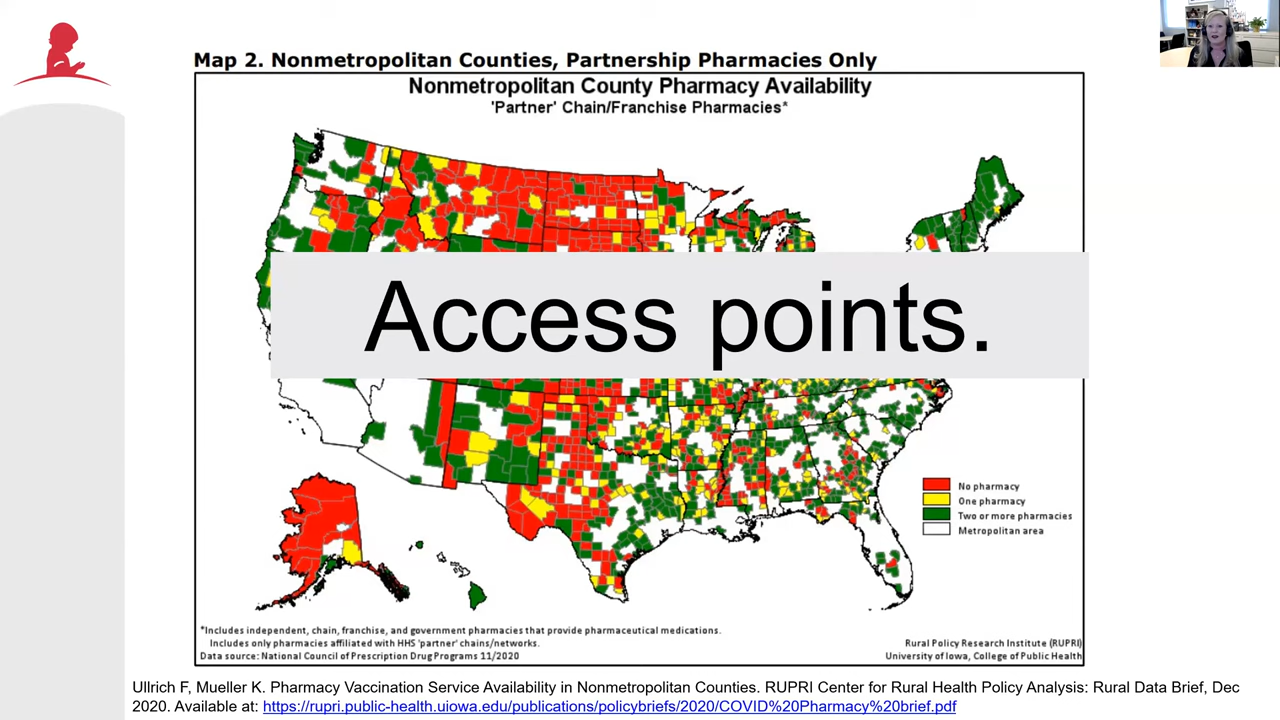 Map 2. Nonmetropolitan Counties, Partnership Pharmacies Only
Nonmetropolitan County Pharmacy Availability
'Partner' Chain/Franchise Pharmacies*
Access points.
No pharmacy
One pharmacy
Two or more pharmacies
Metropolitan area
*Includes independent, chain, franchise, and government pharmacies that provide pharmaceutical medications.
Includes only pharmacies affiliated with HHS 'partner' chains/networks.
Data source: National Council of Prescription Drug Programs 11/2020
Rural Policy Research Institute (RUPRI)
University of Iowa, College of Public Health
Ullrich F, Mueller K. Pharmacy Vaccination Service Availability in Nonmetropolitan Counties. RUPRI Center for Rural Health Policy Analysis: Rural Data Brief, Dec
2020. Available at: https://rupri.public-health.uiowa.edu/publications/policybriefs/2020/COVID%20Pharmacy%20brief.pdf